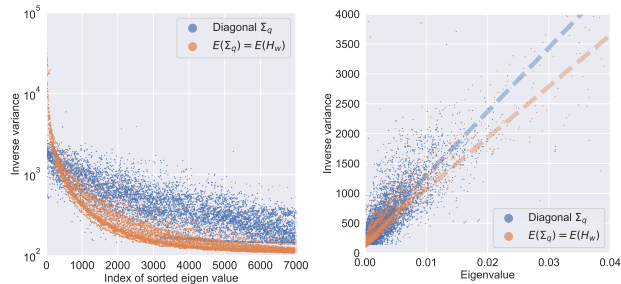 10^5
10^4
10^3
10^2
Inverse variance
0 1000 2000 3000 4000 5000 6000 7000
Index of sorted eigen value
Diagonal Σ_q
E(Σ_q) = E(H_w)
4000
3500
3000
2500
2000
1500
1000
500
0
Inverse variance
0.00 0.01 0.02 0.03 0.04
Eigenvalue
Diagonal Σ_q
E(Σ_q) = E(H_w)